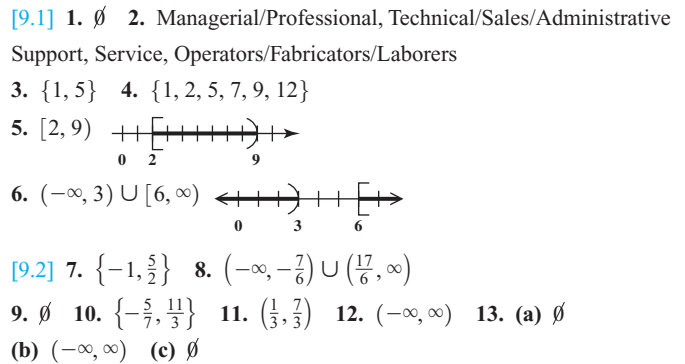 [9.1] 1. ∅ 2. Managerial/Professional, Technical/Sales/Administrative
Support, Service, Operators/Fabricators/Laborers
3. {1, 5} 4. {1, 2, 5, 7, 9, 12}
5. [2, 9)
0 2 9
6. (−∞, 3) ∪ [6, ∞)
0 3 6
[9.2] 7. {−1, 5/2} 8. (−∞, −7/6) ∪ (17/6, ∞)
9. ∅ 10. {−5/7, 11/3} 11. (1/3, 7/3) 12. (−∞, ∞) 13. (a) ∅
(b) (−∞, ∞) (c) ∅